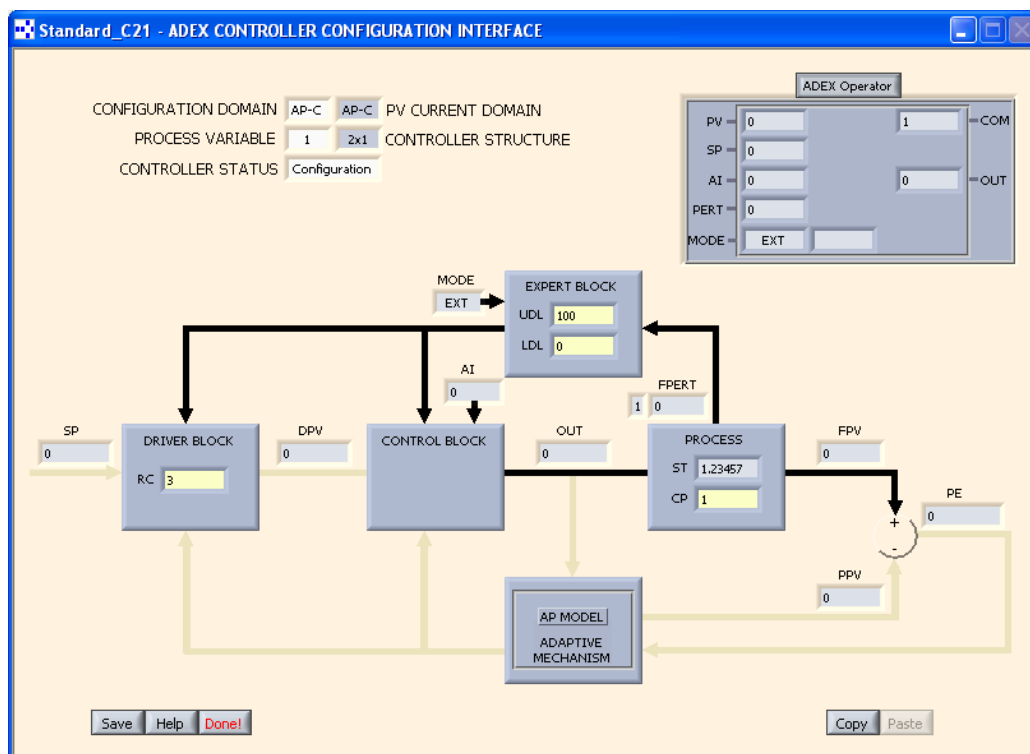 Standard_C21 - ADEX CONTROLLER CONFIGURATION INTERFACE
CONFIGURATION DOMAIN AP-C AP-C PV CURRENT DOMAIN
PROCESS VARIABLE 1 2x1 CONTROLLER STRUCTURE
CONTROLLER STATUS Configuration
ADEX Operator
PV 0 1 COM
SP 0
AI 0 0 OUT
PERT 0
MODE EXT
MODE
EXT
EXPERT BLOCK
UDL 100
LDL 0
AI
0
FPERT
1 0
SP
0
DRIVER BLOCK
RC 3
DPV
0
CONTROL BLOCK
OUT
0
PROCESS
ST 1.23457
CP 1
FPV
0
PE
0
+
-
PPV
0
AP MODEL
ADAPTIVE
MECHANISM
Save Help Done! Copy Paste